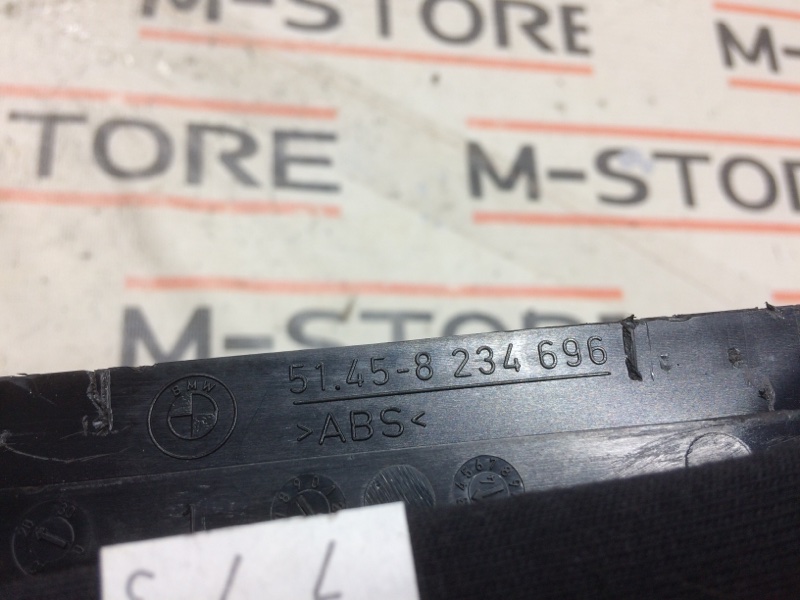 M-STORE
M-
TORE
M-STO
M-STORE
51.45-8 234 696
BMW
>ABS<